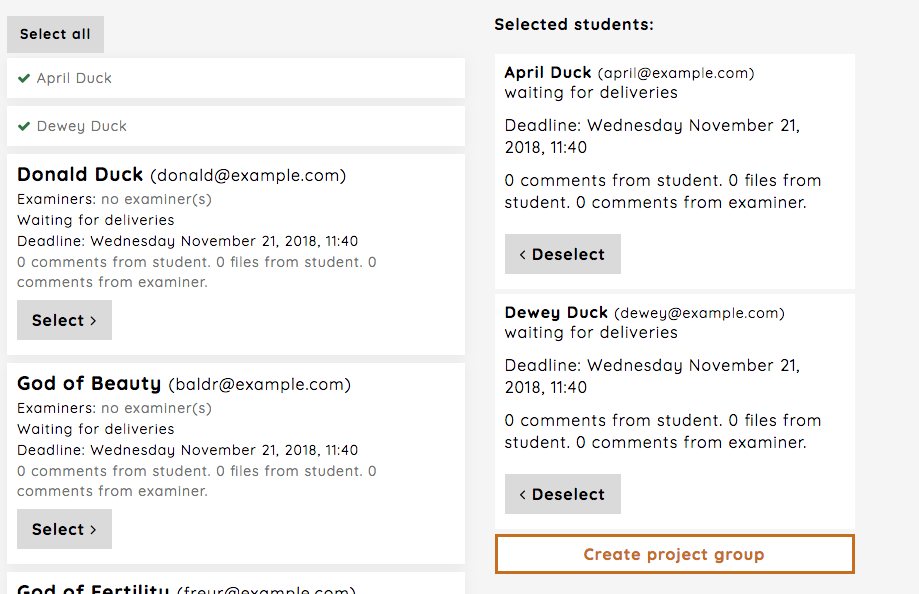 Select all
April Duck
Dewey Duck
Donald Duck (donald@example.com)
Examiners: no examiner(s)
Waiting for deliveries
Deadline: Wednesday November 21, 2018, 11:40
0 comments from student. 0 files from student. 0
comments from examiner.
Select >
God of Beauty (baldr@example.com)
Examiners: no examiner(s)
Waiting for deliveries
Deadline: Wednesday November 21, 2018, 11:40
0 comments from student. 0 files from student. 0
comments from examiner.
Select >
God of Fertility (freyr@example.com)
Selected students:
April Duck (april@example.com)
waiting for deliveries
Deadline: Wednesday November 21,
2018, 11:40
0 comments from student. 0 files from
student. 0 comments from examiner.
< Deselect
Dewey Duck (dewey@example.com)
waiting for deliveries
Deadline: Wednesday November 21,
2018, 11:40
0 comments from student. 0 files from
student. 0 comments from examiner.
< Deselect
Create project group